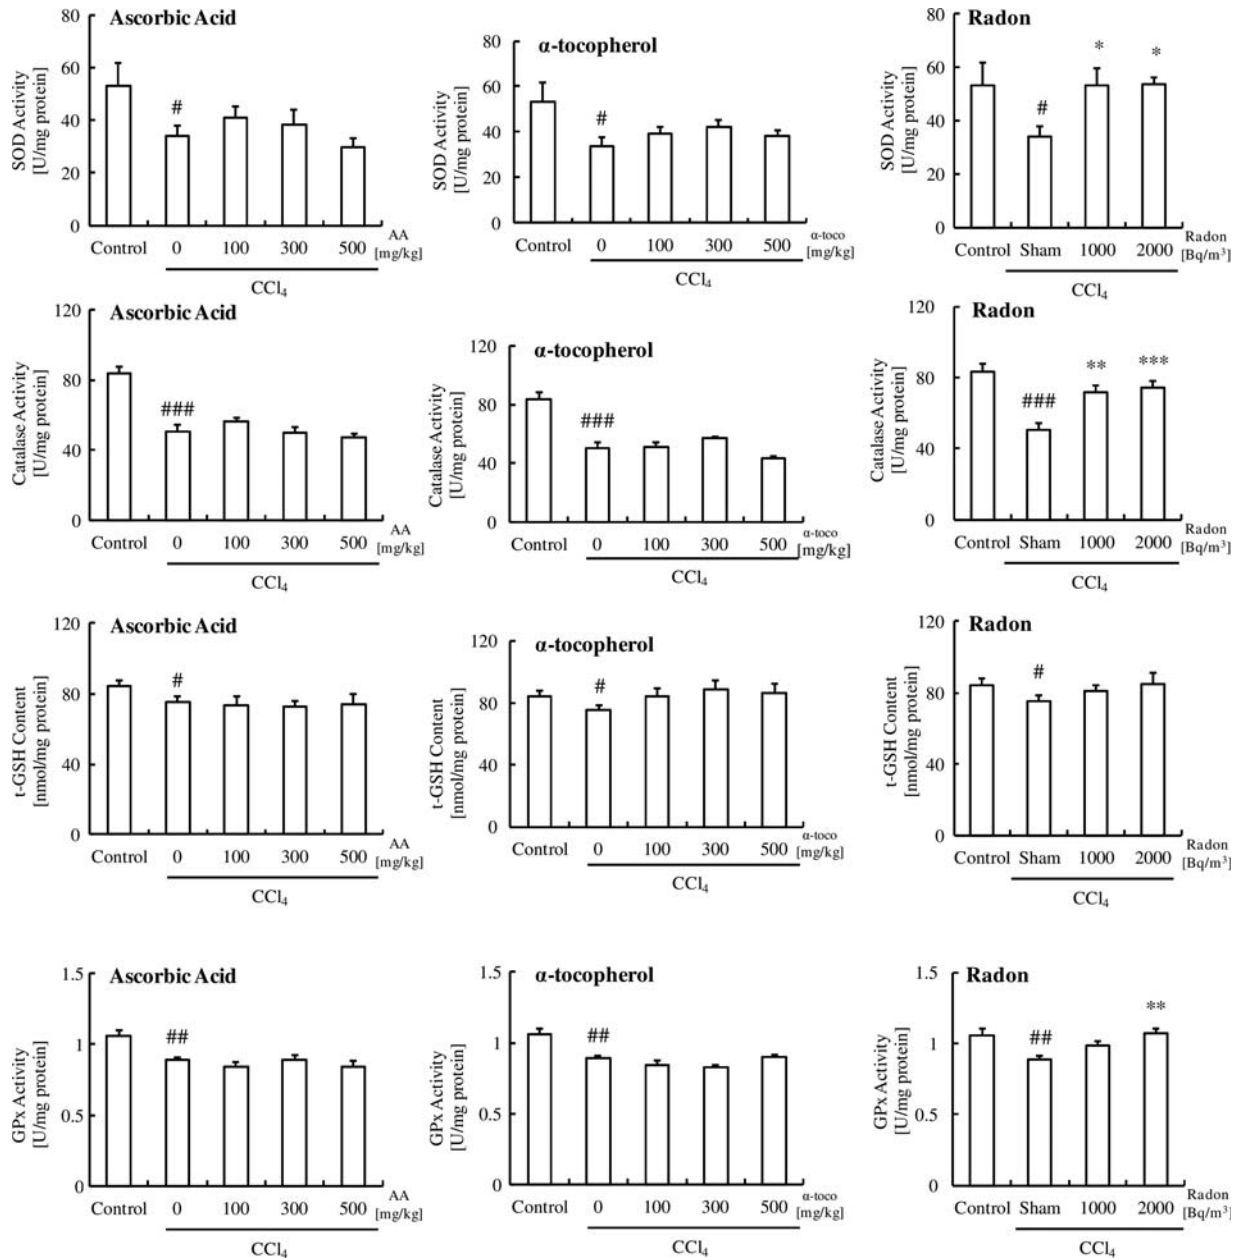 Ascorbic Acid
SOD Activity
[U/mg protein]
80
60
40
20
0
#
Control 0 100 300 500
AA
[mg/kg]
CCl₄
α-tocopherol
SOD Activity
[U/mg protein]
80
60
40
20
0
#
Control 0 100 300 500
α-toco
[mg/kg]
CCl₄
Radon
SOD Activity
[U/mg protein]
80
60
40
20
0
# * *
Control Sham 1000 2000
Radon
[Bq/m³]
CCl₄
Ascorbic Acid
Catalase Activity
[U/mg protein]
120
80
40
0
###
Control 0 100 300 500
AA
[mg/kg]
CCl₄
α-tocopherol
Catalase Activity
[U/mg protein]
120
80
40
0
###
Control 0 100 300 500
α-toco
[mg/kg]
CCl₄
Radon
Catalase Activity
[U/mg protein]
120
80
40
0
### ** ***
Control Sham 1000 2000
Radon
[Bq/m³]
CCl₄
Ascorbic Acid
t-GSH Content
[nmol/mg protein]
120
80
40
0
#
Control 0 100 300 500
AA
[mg/kg]
CCl₄
α-tocopherol
t-GSH Content
[nmol/mg protein]
120
80
40
0
#
Control 0 100 300 500
α-toco
[mg/kg]
CCl₄
Radon
t-GSH Content
[nmol/mg protein]
120
80
40
0
#
Control Sham 1000 2000
Radon
[Bq/m³]
CCl₄
Ascorbic Acid
GPx Activity
[U/mg protein]
1.5
1
0.5
0
##
Control 0 100 300 500
AA
[mg/kg]
CCl₄
α-tocopherol
GPx Activity
[U/mg protein]
1.5
1
0.5
0
##
Control 0 100 300 500
α-toco
[mg/kg]
CCl₄
Radon
GPx Activity
[U/mg protein]
1.5
1
0.5
0
## **
Control Sham 1000 2000
Radon
[Bq/m³]
CCl₄